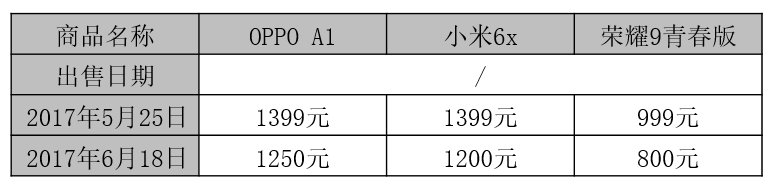 商品名称 OPPO A1 小米6x 荣耀9青春版
出售日期 /
2017年5月25日 1399元 1399元 999元
2017年6月18日 1250元 1200元 800元